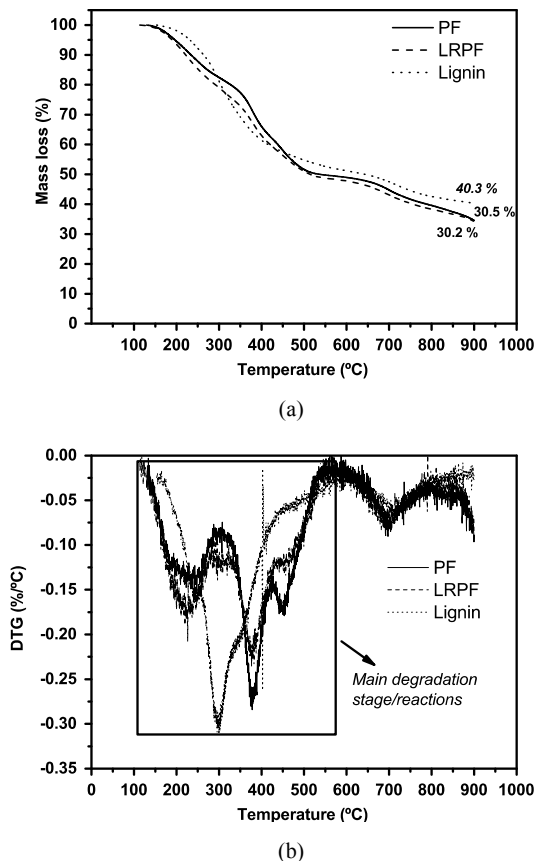 100
90
80
70
60
50
40
30
20
10
0
Mass loss (%)
PF
LRPF
Lignin
40.3 %
30.5 %
30.2 %
100 200 300 400 500 600 700 800 900 1000
Temperature (ºC)
(a)
0.00
-0.05
-0.10
-0.15
-0.20
-0.25
-0.30
-0.35
DTG (%/ºC)
PF
LRPF
Lignin
Main degradation
stage/reactions
0 100 200 300 400 500 600 700 800 900 1000
Temperature (ºC)
(b)